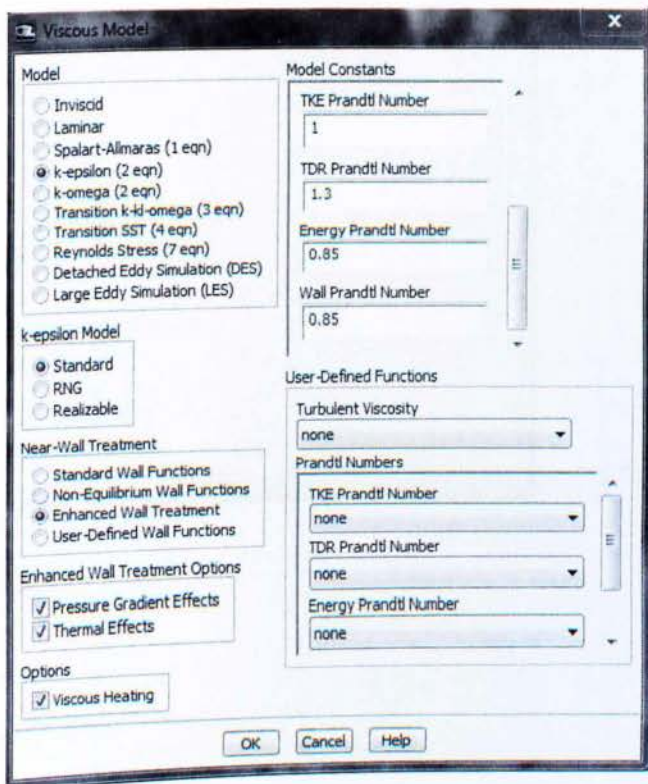 Viscous Model
x
Model
Inviscid
Laminar
Spalart-Allmaras (1 eqn)
k-epsilon (2 eqn)
k-omega (2 eqn)
Transition k-kl-omega (3 eqn)
Transition SST (4 eqn)
Reynolds Stress (7 eqn)
Detached Eddy Simulation (DES)
Large Eddy Simulation (LES)
k-epsilon Model
Standard
RNG
Realizable
Near-Wall Treatment
Standard Wall Functions
Non-Equilibrium Wall Functions
Enhanced Wall Treatment
User-Defined Wall Functions
Enhanced Wall Treatment Options
Pressure Gradient Effects
Thermal Effects
Options
Viscous Heating
Model Constants
TKE Prandtl Number
1
TDR Prandtl Number
1.3
Energy Prandtl Number
0.85
Wall Prandtl Number
0.85
User-Defined Functions
Turbulent Viscosity
none
Prandtl Numbers
TKE Prandtl Number
none
TDR Prandtl Number
none
Energy Prandtl Number
none
OK
Cancel
Help